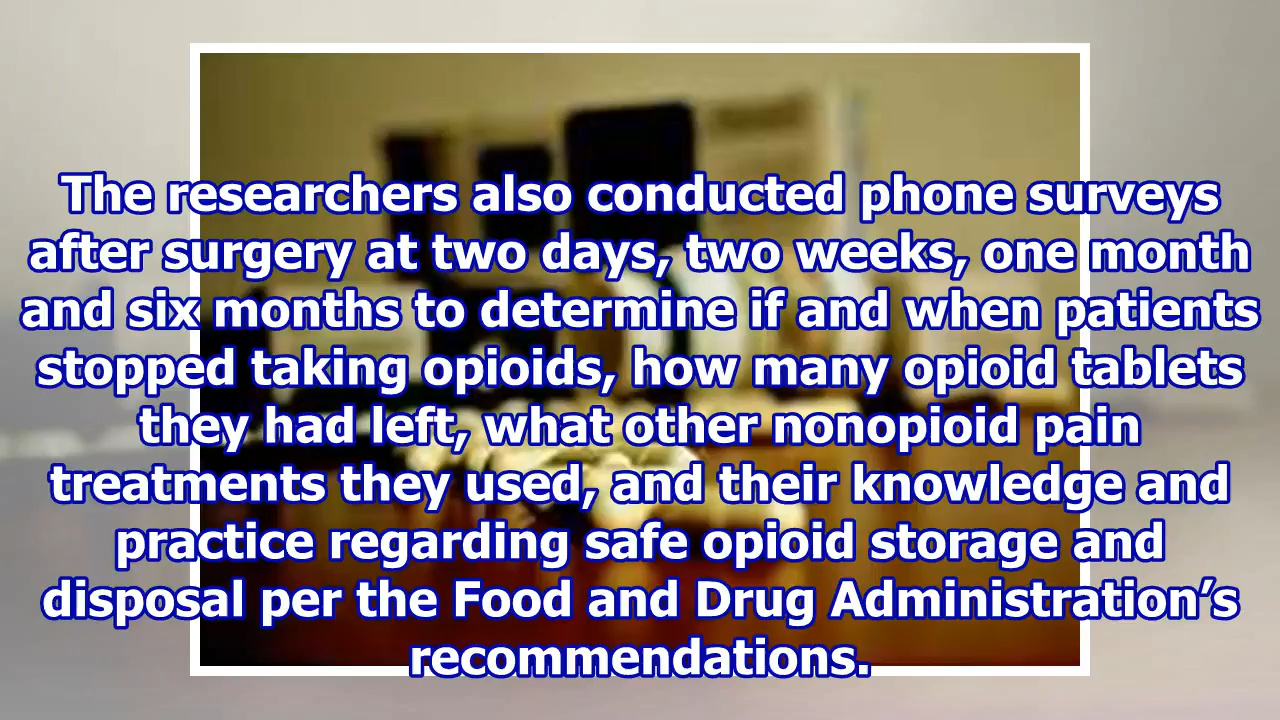 The researchers also conducted phone surveys
after surgery at two days, two weeks, one month
and six months to determine if and when patients
stopped taking opioids, how many opioid tablets
they had left, what other nonopioid pain
treatments they used, and their knowledge and
practice regarding safe opioid storage and
disposal per the Food and Drug Administration’s
recommendations.